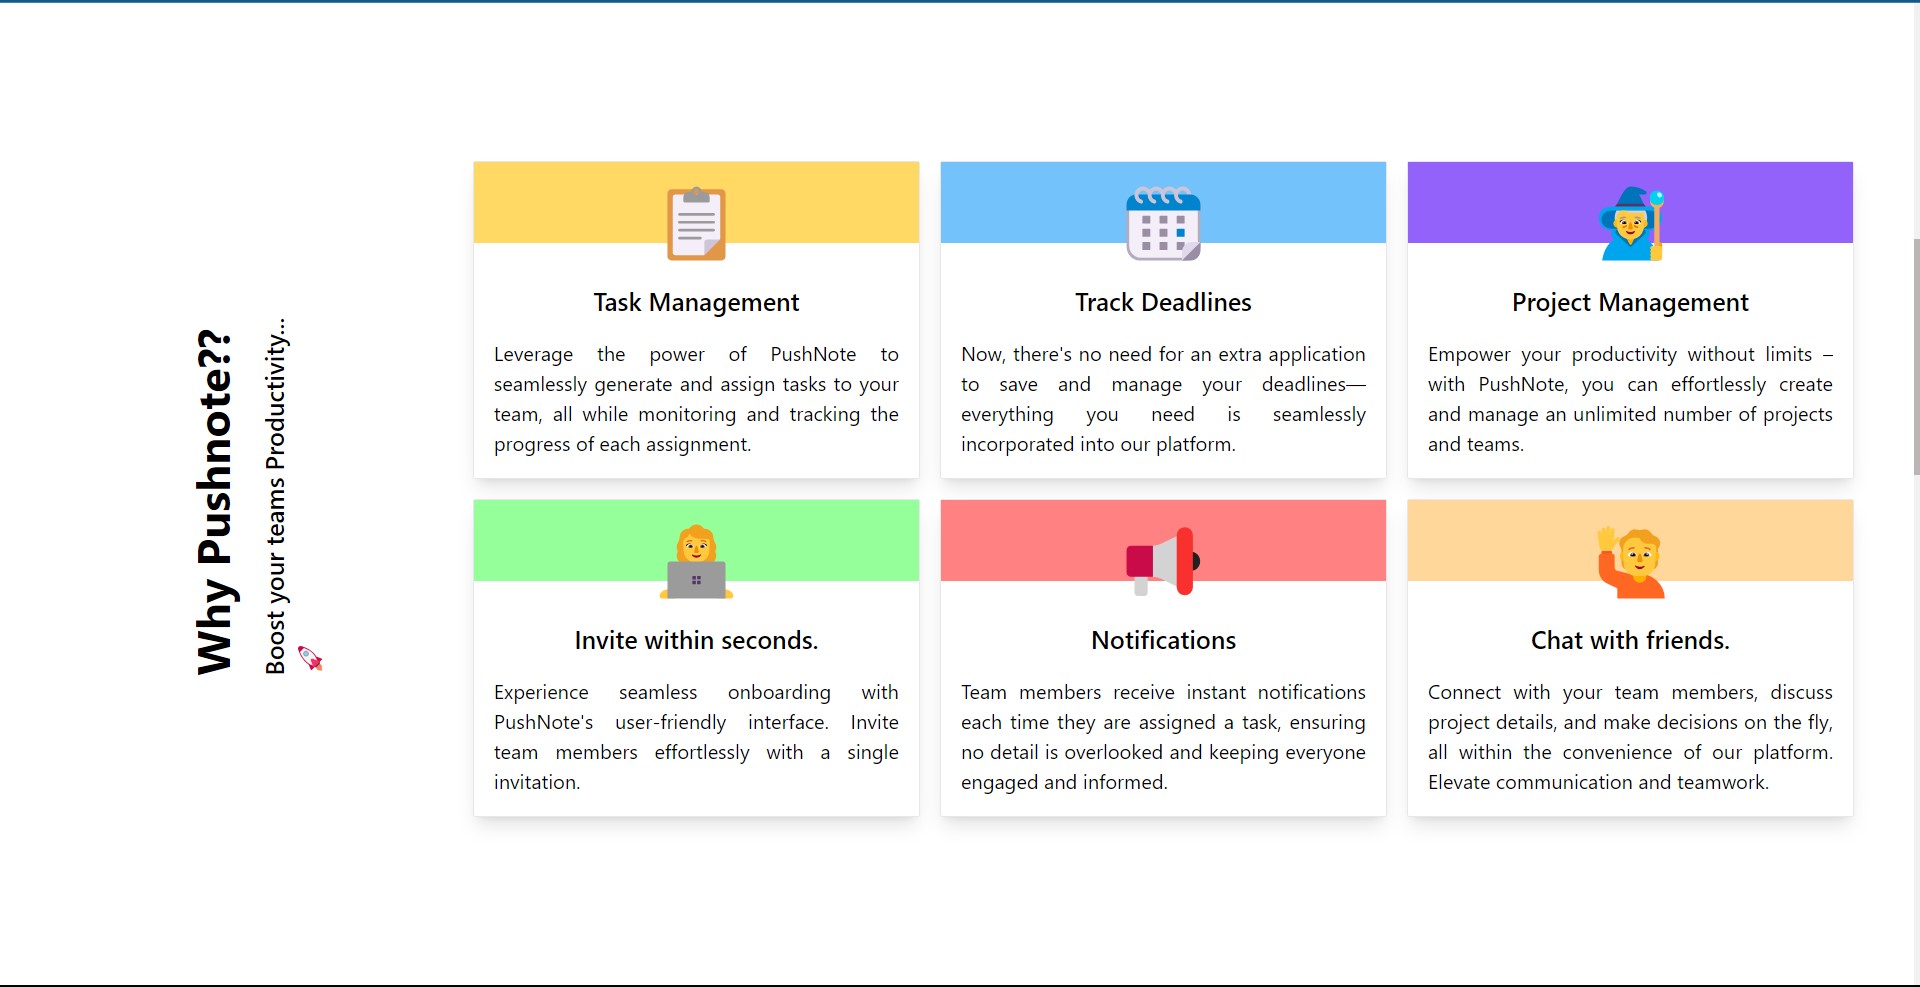 Why Pushnote??
Boost your teams Productivity...
Task Management
Leverage the power of PushNote to
seamlessly generate and assign tasks to your
team, all while monitoring and tracking the
progress of each assignment.
Track Deadlines
Now, there's no need for an extra application
to save and manage your deadlines—
everything you need is seamlessly
incorporated into our platform.
Project Management
Empower your productivity without limits –
with PushNote, you can effortlessly create
and manage an unlimited number of projects
and teams.
Invite within seconds.
Experience seamless onboarding with
PushNote's user-friendly interface. Invite
team members effortlessly with a single
invitation.
Notifications
Team members receive instant notifications
each time they are assigned a task, ensuring
no detail is overlooked and keeping everyone
engaged and informed.
Chat with friends.
Connect with your team members, discuss
project details, and make decisions on the fly,
all within the convenience of our platform.
Elevate communication and teamwork.